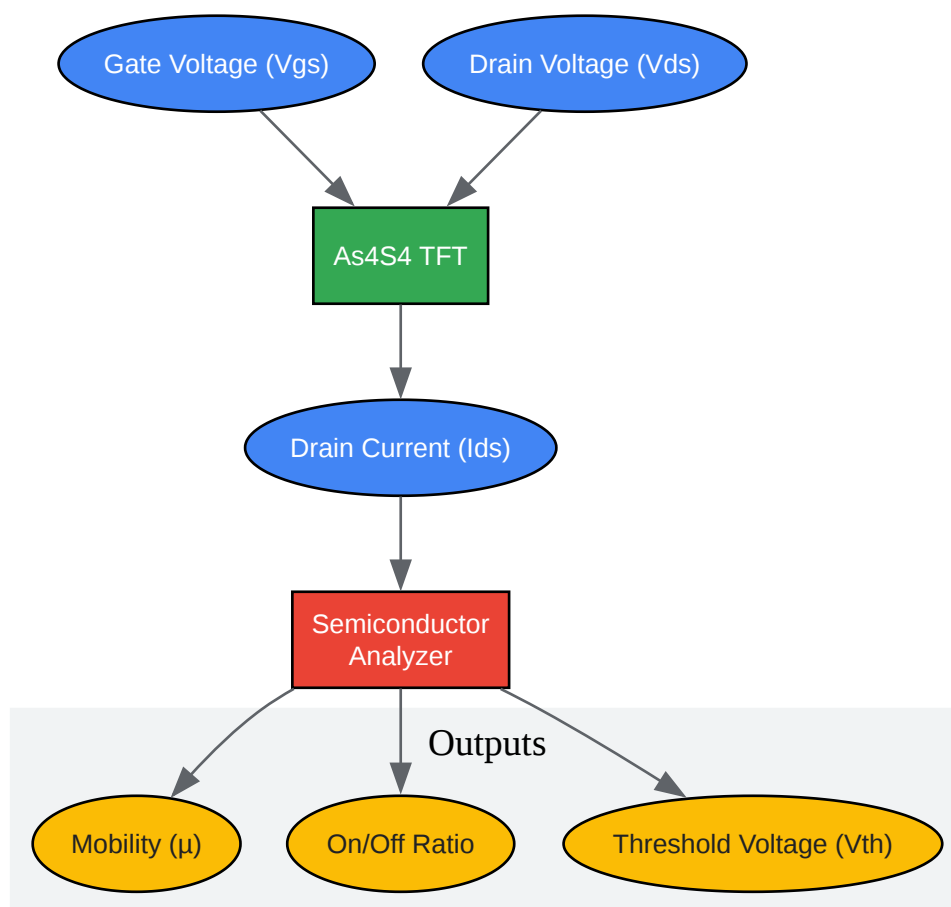 Gate Voltage (Vgs)
Drain Voltage (Vds)
As4S4 TFT
Drain Current (Ids)
Semiconductor
Analyzer
Outputs
Mobility (µ)
On/Off Ratio
Threshold Voltage (Vth)